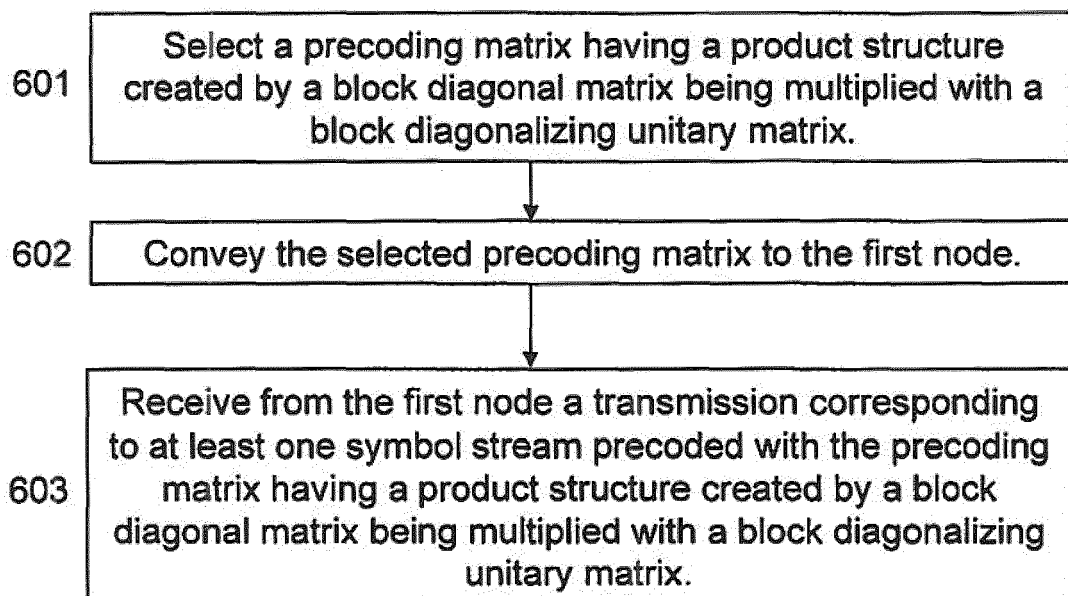 601
Select a precoding matrix having a product structure
created by a block diagonal matrix being multiplied with a
block diagonalizing unitary matrix.
602
Convey the selected precoding matrix to the first node.
603
Receive from the first node a transmission corresponding
to at least one symbol stream precoded with the precoding
matrix having a product structure created by a block
diagonal matrix being multiplied with a block diagonalizing
unitary matrix.